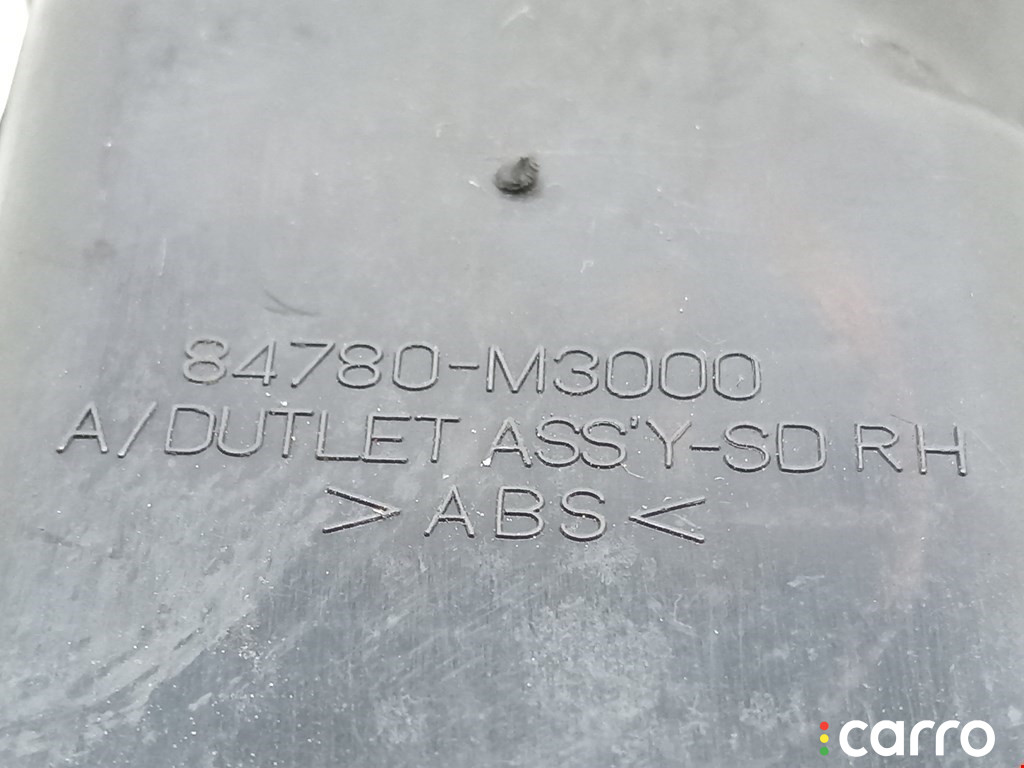 84780-M3000
A/DUTLET ASS'Y-SD RH
>ABS<
carro